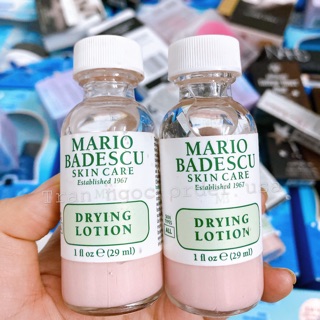 MARIO
BADESCU
SKIN CARE
Established 1967
DRYING
LOTION
1 fl oz ℮ (29 ml)
MARIO
BADESCU
SKIN CARE
Established 1967
DRYING
LOTION
1 fl oz ℮ (29 ml)